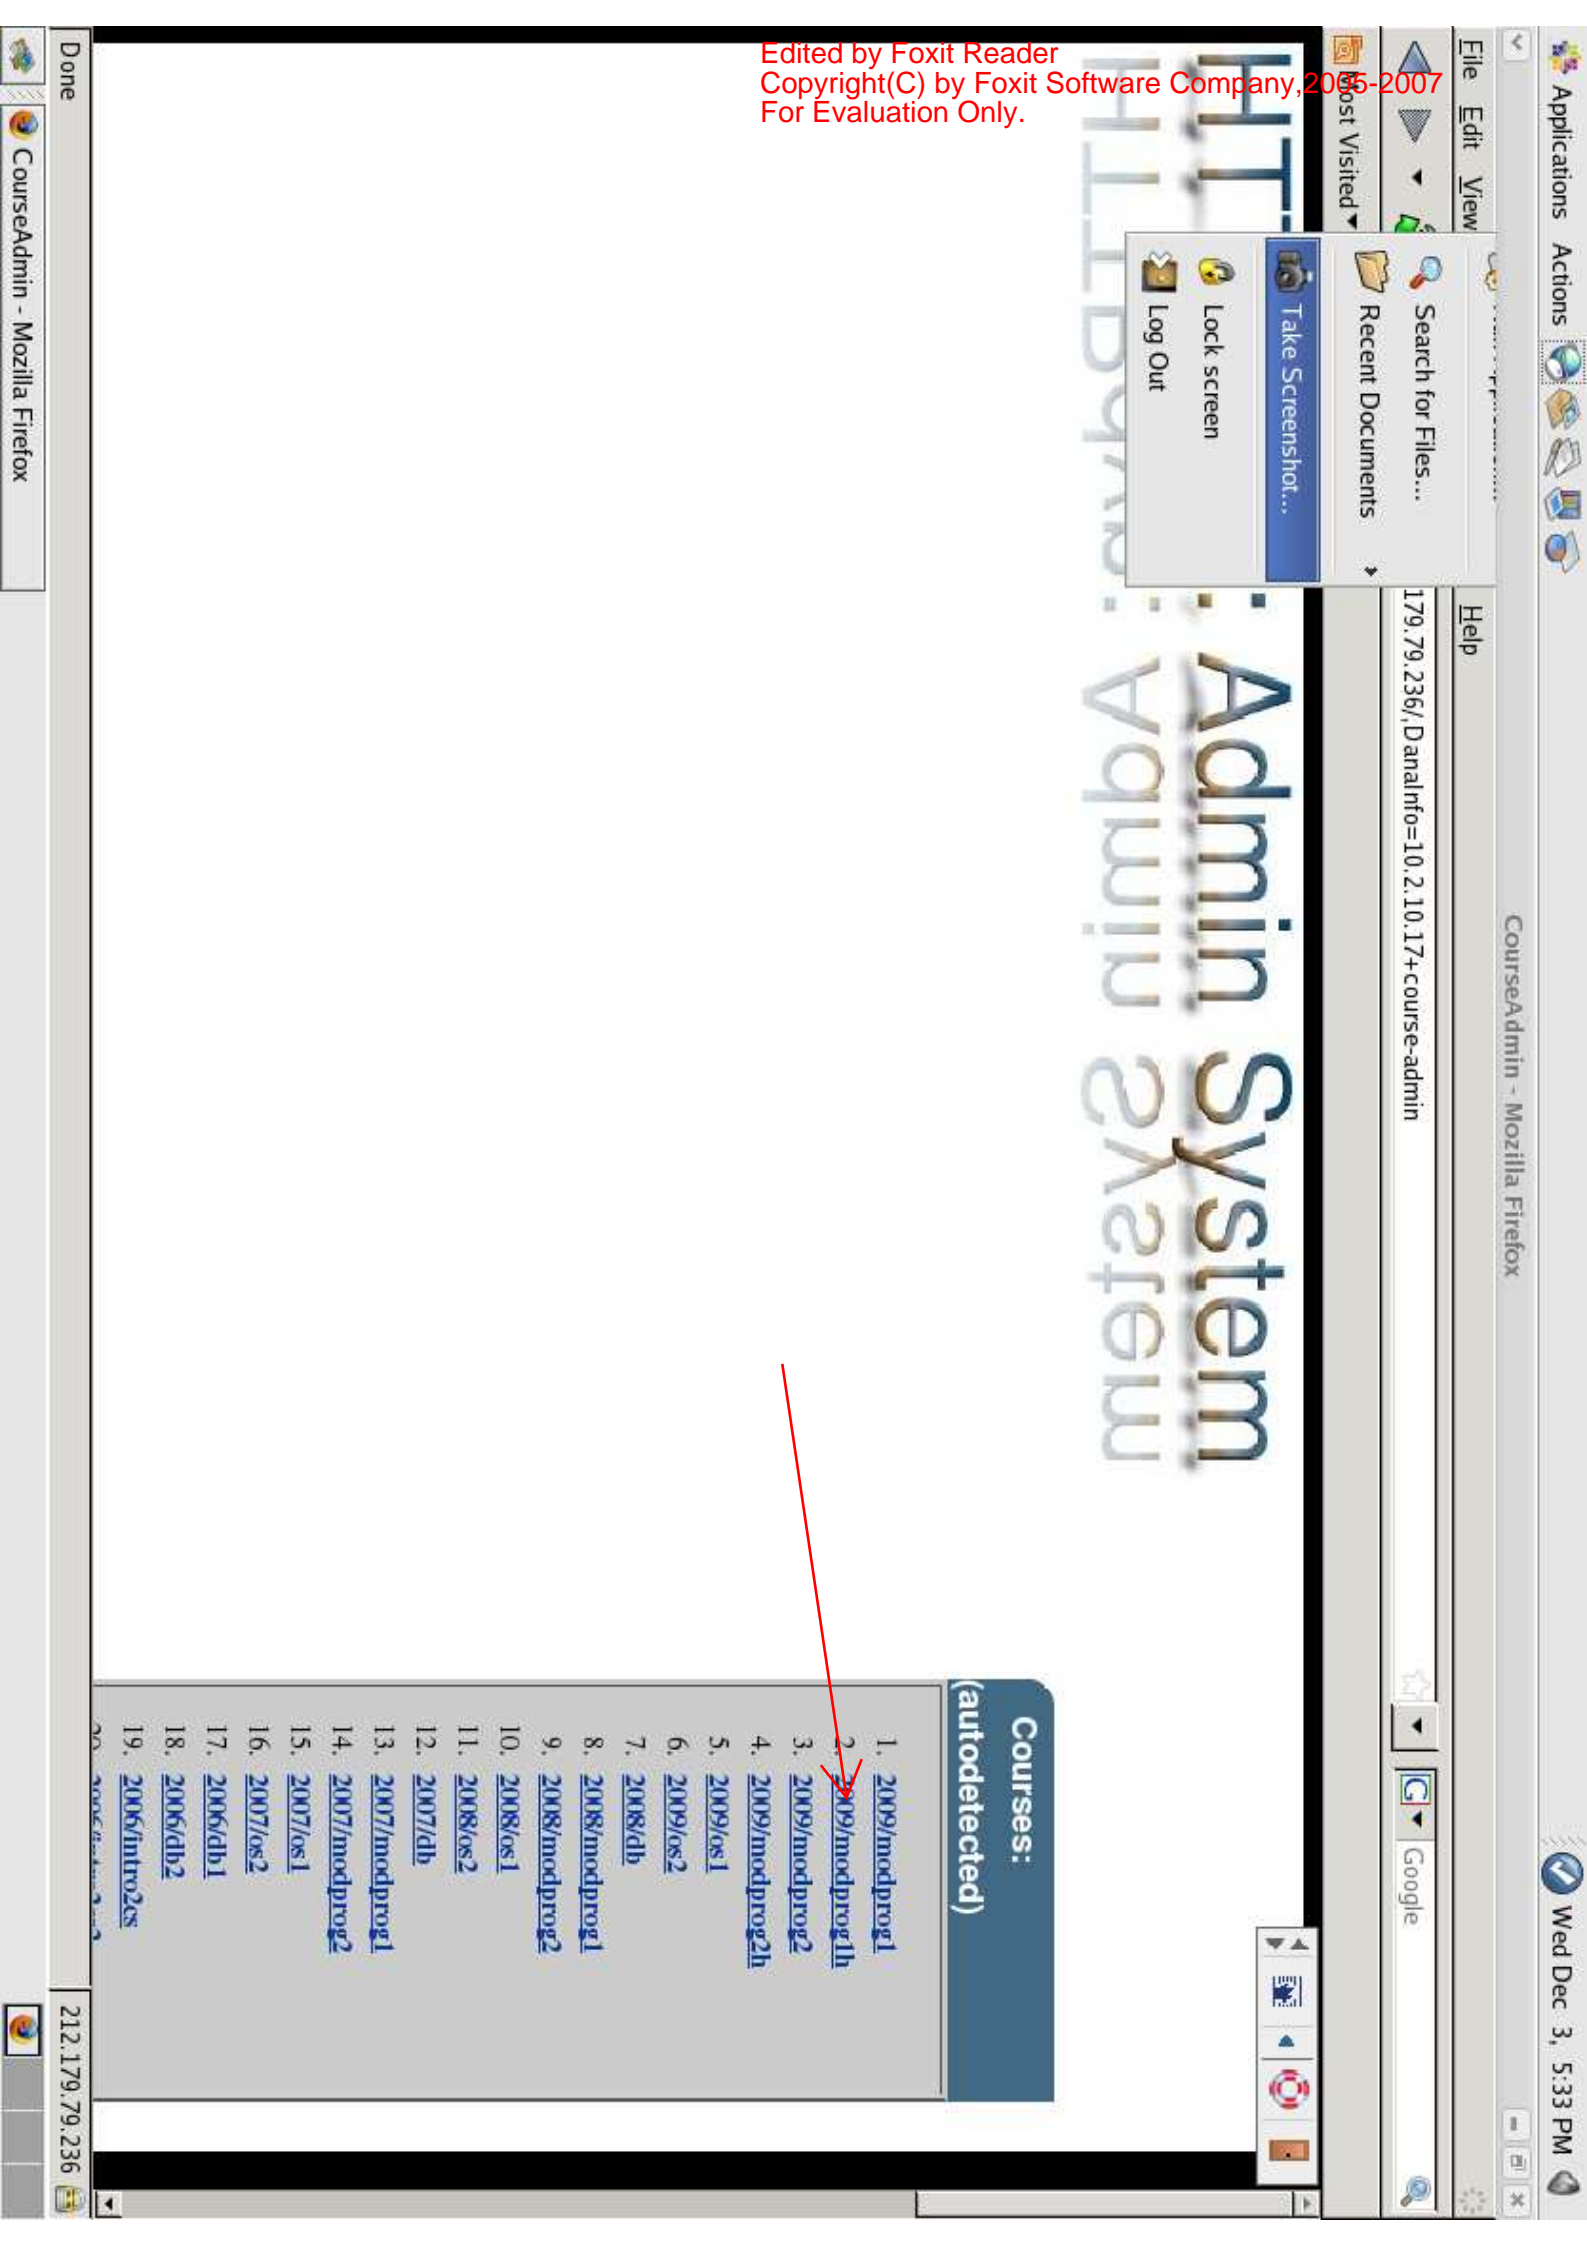 Edited by Foxit Reader
Copyright(C) by Foxit Software Company,2005-2007
For Evaluation Only.
Applications Actions
Wed Dec 3, 5:33 PM
CourseAdmin - Mozilla Firefox
File Edit View
Help
Search for Files...
Recent Documents
Take Screenshot...
Lock screen
Log Out
179.79.236/,DanaInfo=10.2.10.17+course-admin
Google
Most Visited
: Admin System
Courses:
(autodetected)
1. 2009/modprog1
2. 2009/modprog1h
3. 2009/modprog2
4. 2009/modprog2h
5. 2009/os1
6. 2009/os2
7. 2008/db
8. 2008/modprog1
9. 2008/modprog2
10. 2008/os1
11. 2008/os2
12. 2007/db
13. 2007/modprog1
14. 2007/modprog2
15. 2007/os1
16. 2007/os2
17. 2006/db1
18. 2006/db2
19. 2006/intro2cs
Done
212.179.79.236
CourseAdmin - Mozilla Firefox